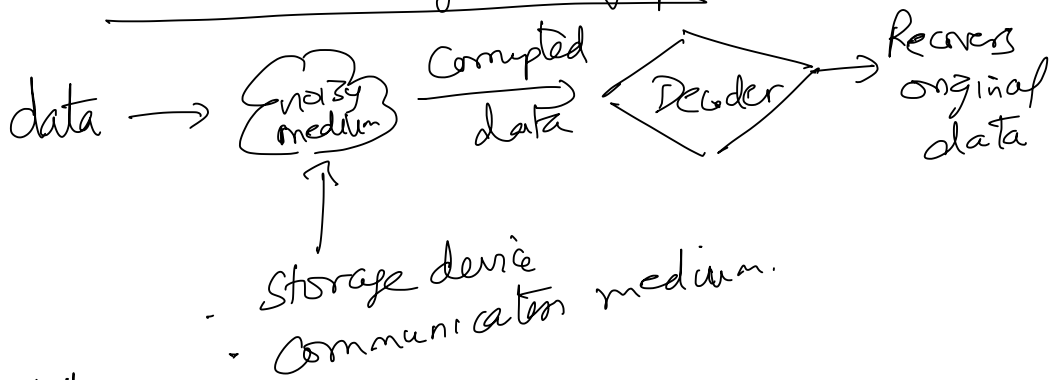 data
noisy
medium
Corrupted
data
Decoder
Recovers
original
data
- Storage device
- Communication medium.